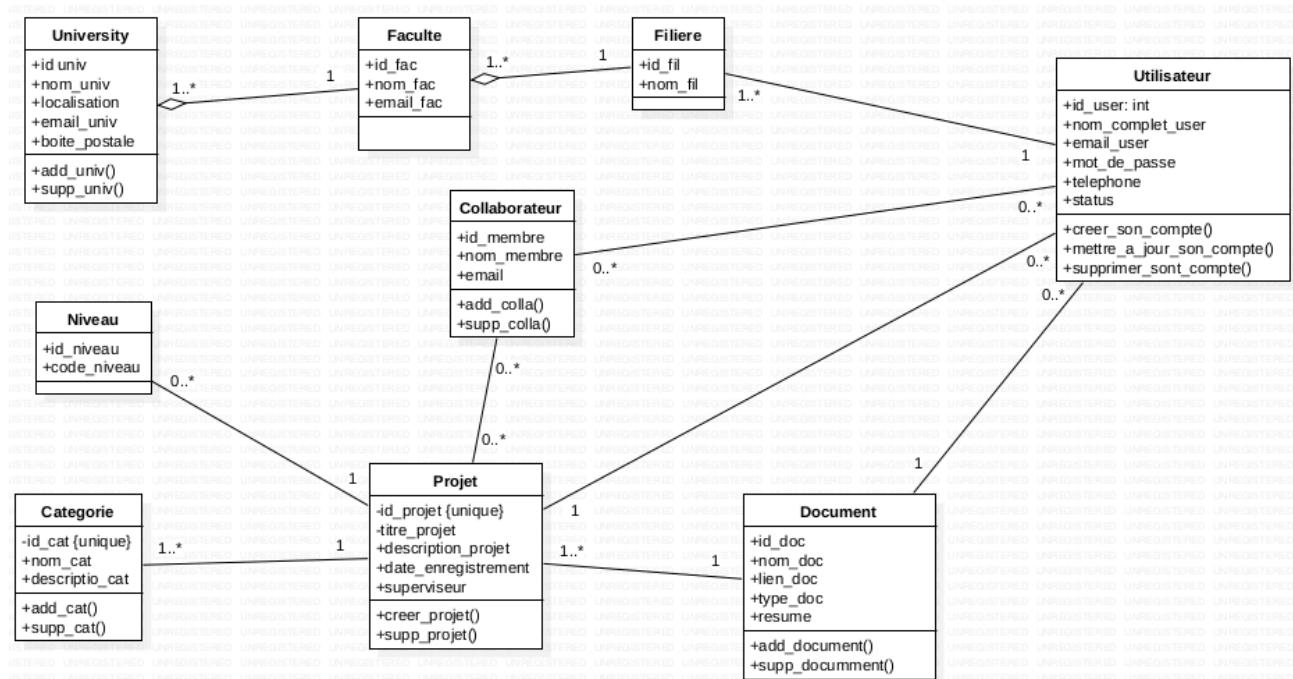 University
+id univ
+nom_univ
+localisation
+email_univ
+boite_postale
+add_univ()
+supp_univ()
1..*
1
Faculte
+id_fac
+nom_fac
+email_fac
1..*
1
Filiere
+id_fil
+nom_fil
1..*
1
Utilisateur
+id_user: int
+nom_complet_user
+email_user
+mot_de_passe
+telephone
+status
+creer_son_compte()
+mettre_a_jour_son_compte()
+supprimer_sont_compte()
0..*
0..*
0..*
Collaborateur
+id_membre
+nom_membre
+email
+add_colla()
+supp_colla()
0..*
0..*
0..*
Niveau
+id_niveau
+code_niveau
0..*
1
Categorie
-id_cat {unique}
+nom_cat
+descriptio_cat
+add_cat()
+supp_cat()
1..*
1
Projet
-id_projet {unique}
-titre_projet
+description_projet
+date_enregistrement
+superviseur
+creer_projet()
+supp_projet()
1
1..*
1
1
Document
+id_doc
+nom_doc
+lien_doc
+type_doc
+resume
+add_document()
+supp_documment()
UNREGISTERED